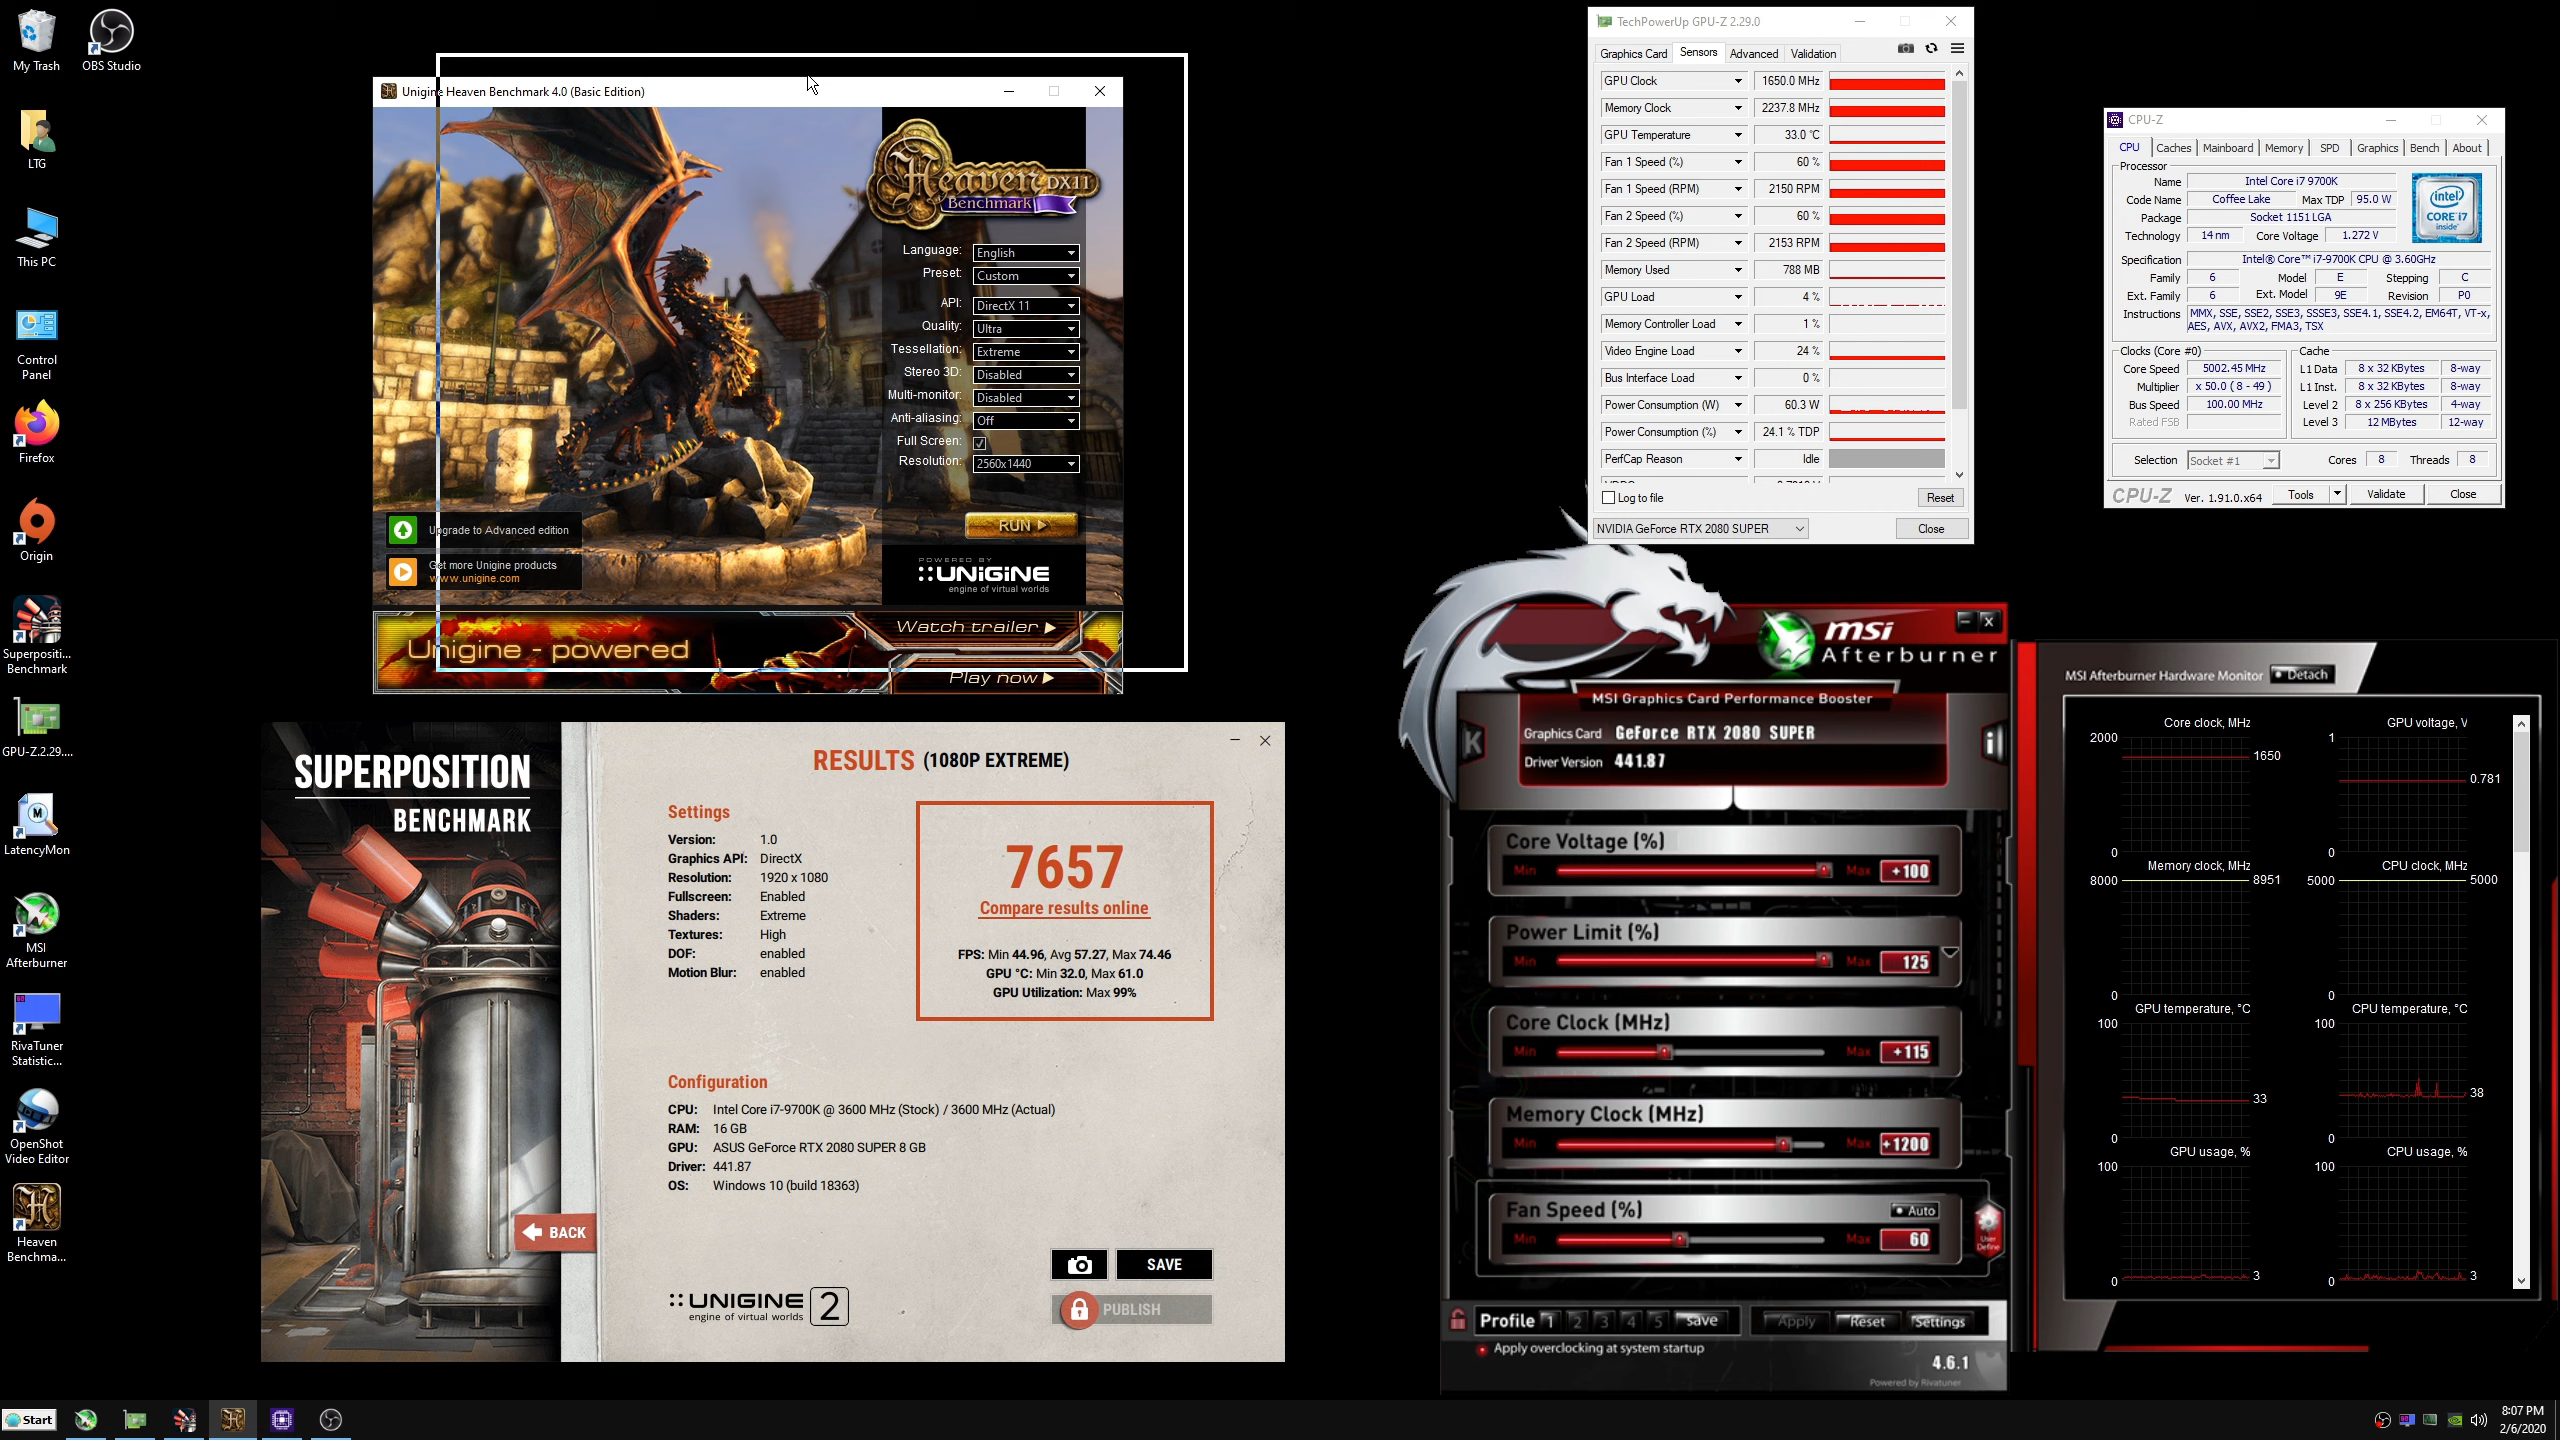 My Trash
OBS Studio
LTG
This PC
Control
Panel
Firefox
Origin
Superpositi...
Benchmark
GPU-Z.2.29....
LatencyMon
MSI
Afterburner
RivaTuner
Statistic...
OpenShot
Video Editor
Heaven
Benchma...
Unigine Heaven Benchmark 4.0 (Basic Edition)
Heaven DX11
Benchmark
Language: English
Preset: Custom
API: DirectX 11
Quality: Ultra
Tessellation: Extreme
Stereo 3D: Disabled
Multi-monitor: Disabled
Anti-aliasing: Off
Full Screen:
Resolution: 2560x1440
RUN
Upgrade to Advanced edition
Get more Unigine products
www.unigine.com
POWERED BY
UNIGINE
engine of virtual worlds
Unigine - powered
Watch trailer
Play now
SUPERPOSITION
BENCHMARK
RESULTS (1080P EXTREME)
Settings
Version: 1.0
Graphics API: DirectX
Resolution: 1920 x 1080
Fullscreen: Enabled
Shaders: Extreme
Textures: High
DOF: enabled
Motion Blur: enabled
7657
Compare results online
FPS: Min 44.96, Avg 57.27, Max 74.46
GPU °C: Min 32.0, Max 61.0
GPU Utilization: Max 99%
Configuration
CPU: Intel Core i7-9700K @ 3600 MHz (Stock) / 3600 MHz (Actual)
RAM: 16 GB
GPU: ASUS GeForce RTX 2080 SUPER 8 GB
Driver: 441.87
OS: Windows 10 (build 18363)
BACK
SAVE
PUBLISH
UNIGINE 2
engine of virtual worlds
TechPowerUp GPU-Z 2.29.0
Graphics Card Sensors Advanced Validation
GPU Clock 1650.0 MHz
Memory Clock 2237.8 MHz
GPU Temperature 33.0 °C
Fan 1 Speed (%) 60 %
Fan 1 Speed (RPM) 2150 RPM
Fan 2 Speed (%) 60 %
Fan 2 Speed (RPM) 2153 RPM
Memory Used 788 MB
GPU Load 4 %
Memory Controller Load 1 %
Video Engine Load 24 %
Bus Interface Load 0 %
Power Consumption (W) 60.3 W
Power Consumption (%) 24.1 % TDP
PerfCap Reason Idle
Log to file
Reset
NVIDIA GeForce RTX 2080 SUPER
Close
CPU-Z
CPU Caches Mainboard Memory SPD Graphics Bench About
Processor
Name Intel Core i7 9700K
Code Name Coffee Lake Max TDP 95.0 W
Package Socket 1151 LGA
Technology 14 nm Core Voltage 1.272 V
(intel)
CORE i7
inside
Specification Intel® Core™ i7-9700K CPU @ 3.60GHz
Family 6 Model E Stepping C
Ext. Family 6 Ext. Model 9E Revision P0
Instructions MMX, SSE, SSE2, SSE3, SSSE3, SSE4.1, SSE4.2, EM64T, VT-x,
AES, AVX, AVX2, FMA3, TSX
Clocks (Core #0)
Core Speed 5002.45 MHz
Multiplier x 50.0 ( 8 - 49 )
Bus Speed 100.00 MHz
Rated FSB
Cache
L1 Data 8 x 32 KBytes 8-way
L1 Inst. 8 x 32 KBytes 8-way
Level 2 8 x 256 KBytes 4-way
Level 3 12 MBytes 12-way
Selection Socket #1 Cores 8 Threads 8
CPU-Z Ver. 1.91.0.x64 Tools Validate Close
msi
Afterburner
MSI Graphics Card Performance Booster
K
i
Graphics Card GeForce RTX 2080 SUPER
Driver Version 441.87
Core Voltage (%)
Min Max +100
Power Limit (%)
Min Max 125
Core Clock (MHz)
Min Max +115
Memory Clock (MHz)
Min Max +1200
Fan Speed (%) Auto
Min Max 60
User
Define
Profile 1 2 3 4 5 Save Apply Reset Settings
Apply overclocking at system startup
4.6.1
Powered by Rivatuner
MSI Afterburner Hardware Monitor Detach
Core clock, MHz
2000
1650
0
GPU voltage, V
1
0.781
0
Memory clock, MHz
8000
8951
0
CPU clock, MHz
5000
5000
0
GPU temperature, °C
100
33
0
CPU temperature, °C
100
38
0
GPU usage, %
100
3
0
CPU usage, %
100
3
0
Start
8:07 PM
2/6/2020